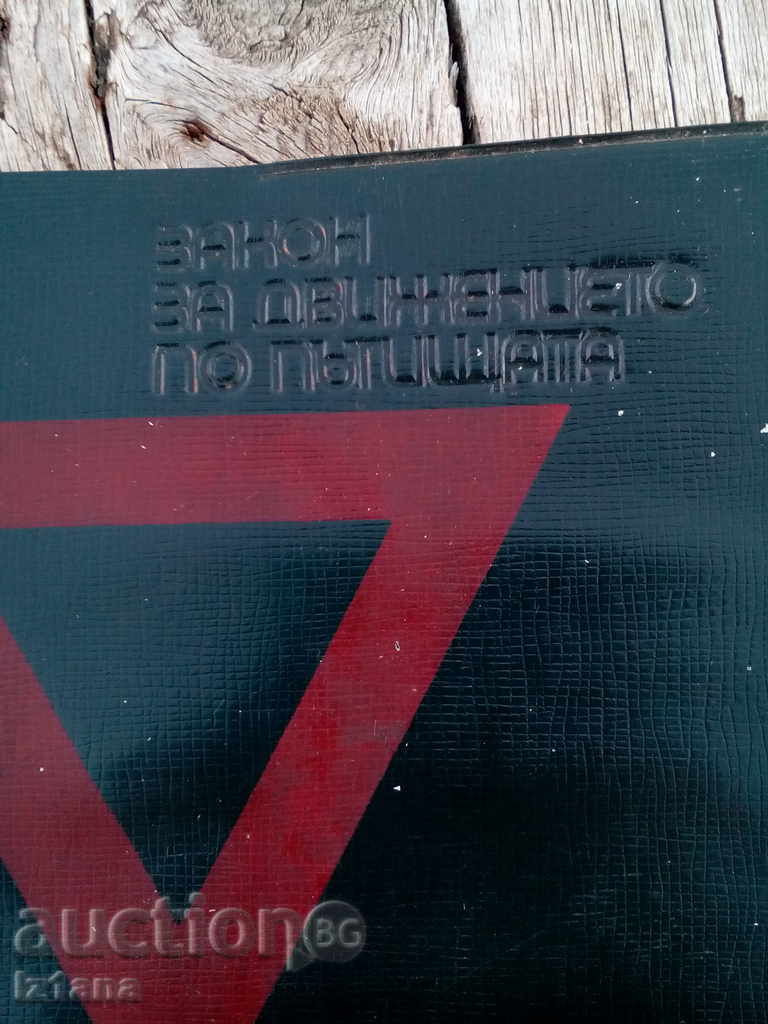 ЗАКОН
ЗА ДВИЖЕНИЕТО
ПО ПЪТИЩАТА
auction BG
Iz1ana